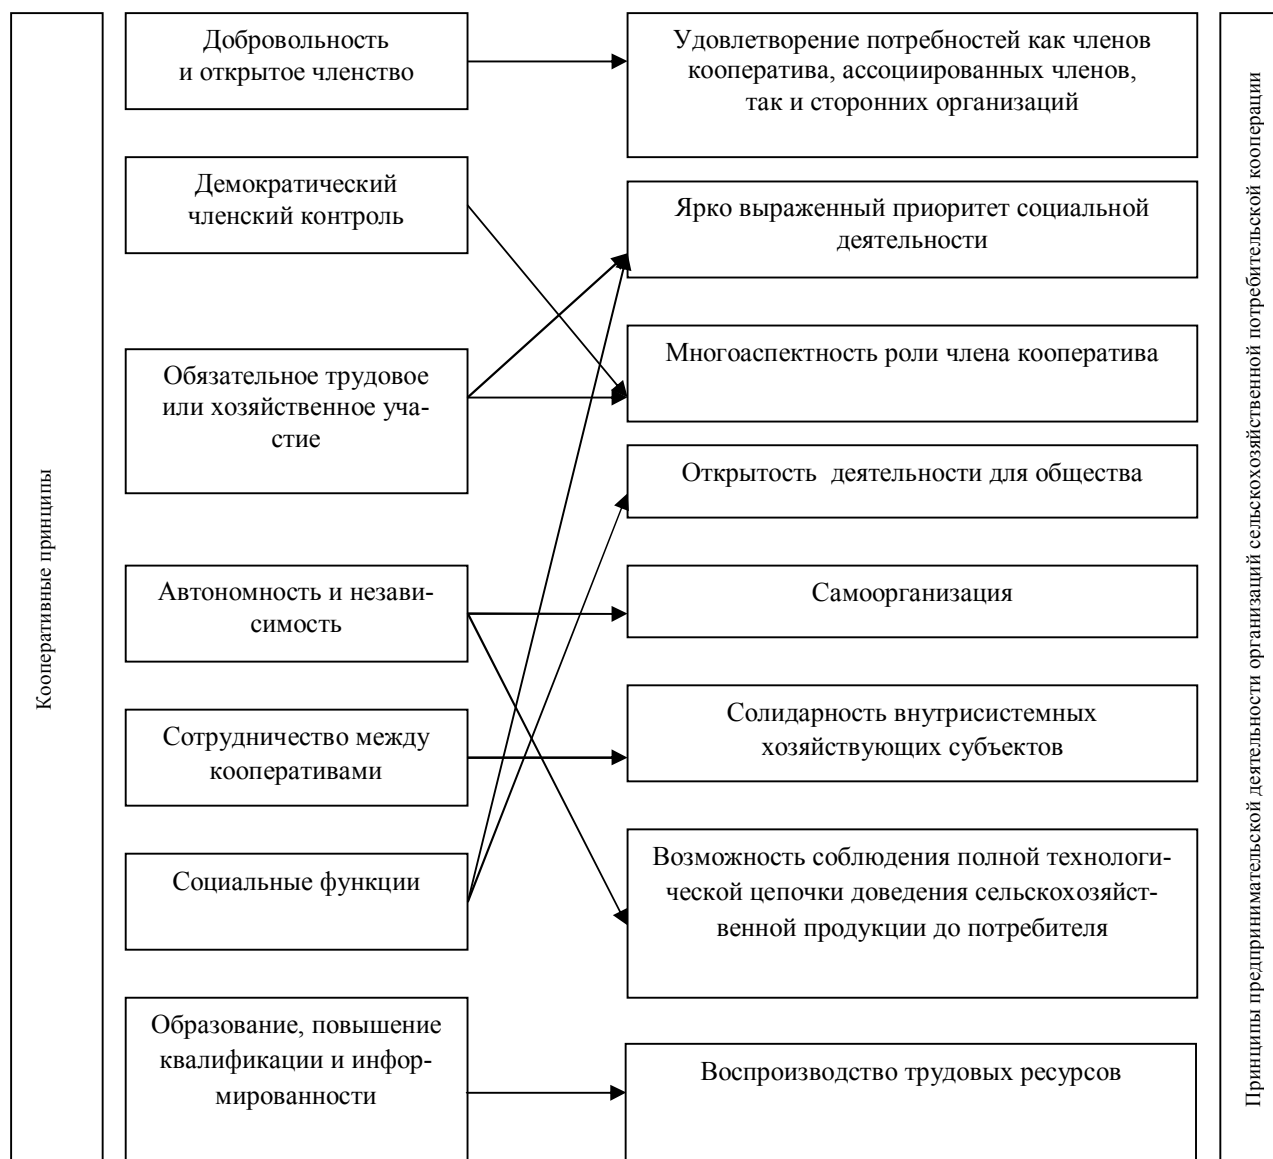 Кооперативные принципы
Добровольность
и открытое членство
Демократический
членский контроль
Обязательное трудовое
или хозяйственное уча-
стие
Автономность и незави-
симость
Сотрудничество между
кооперативами
Социальные функции
Образование, повышение
квалификации и инфор-
мированности
Удовлетворение потребностей как членов
кооператива, ассоциированных членов,
так и сторонних организаций
Ярко выраженный приоритет социальной
деятельности
Многоаспектность роли члена кооператива
Открытость деятельности для общества
Самоорганизация
Солидарность внутрисистемных
хозяйствующих субъектов
Возможность соблюдения полной технологи-
ческой цепочки доведения сельскохозяйст-
венной продукции до потребителя
Воспроизводство трудовых ресурсов
Принципы предпринимательской деятельности организаций сельскохозяйственной потребительской кооперации